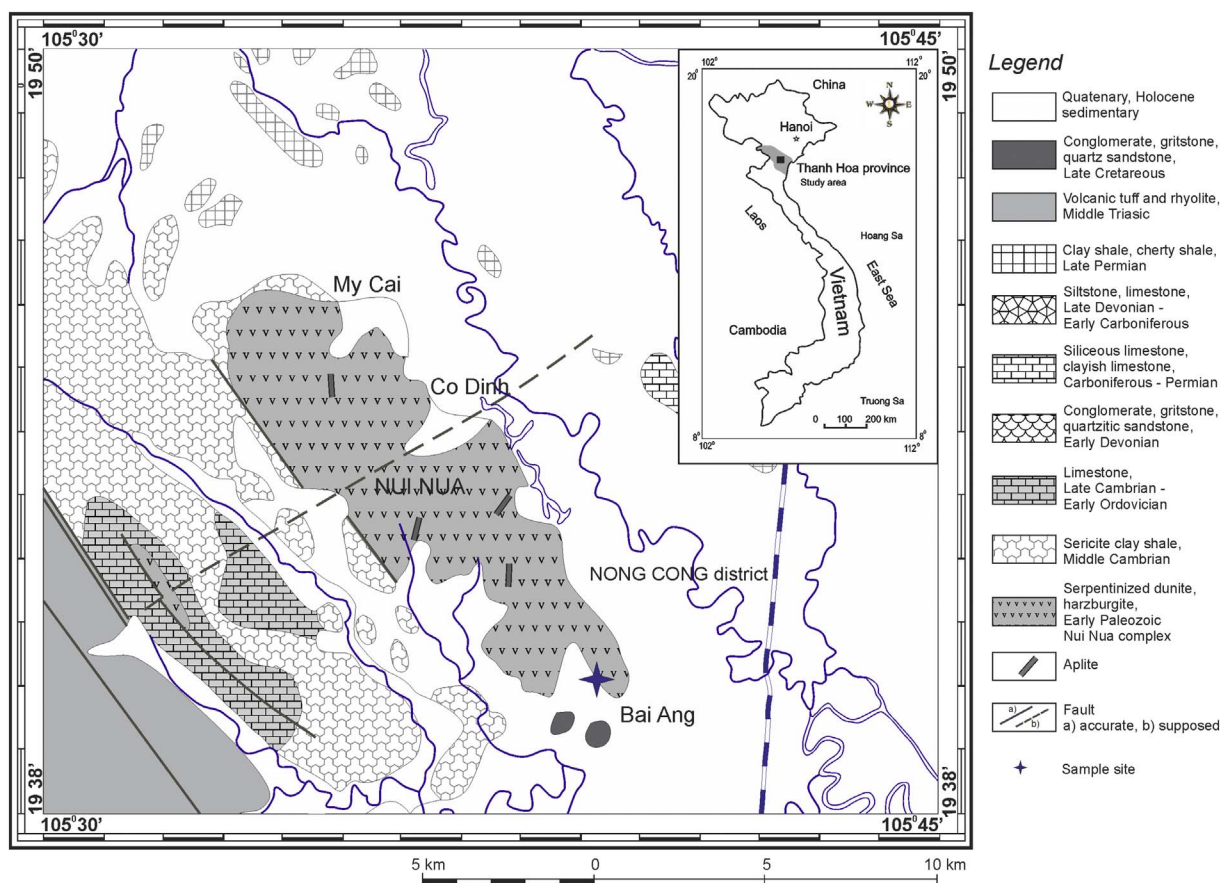 105°30'
105°45'
19°50'
19°50'
My Cai
Co Dinh
NUI NUA
NONG CONG district
Bai Ang
19°38'
19°38'
105°30'
105°45'
5 km
0
5
10 km
102°
112°
20°
20°
China
N
W
E
S
Hanoi
Thanh Hoa province
Study area
Laos
Hoang Sa
East Sea
Vietnam
Cambodia
Truong Sa
0 100 200 km
8°
8°
102°
112°
Legend
Quatenary, Holocene
sedimentary
Conglomerate, gritstone,
quartz sandstone,
Late Cretareous
Volcanic tuff and rhyolite,
Middle Triasic
Clay shale, cherty shale,
Late Permian
Siltstone, limestone,
Late Devonian -
Early Carboniferous
Siliceous limestone,
clayish limestone,
Carboniferous - Permian
Conglomerate, gritstone,
quartzitic sandstone,
Early Devonian
Limestone,
Late Cambrian -
Early Ordovician
Sericite clay shale,
Middle Cambrian
Serpentinized dunite,
harzburgite,
Early Paleozoic
Nui Nua complex
Aplite
a)
b)
Fault
a) accurate, b) supposed
Sample site